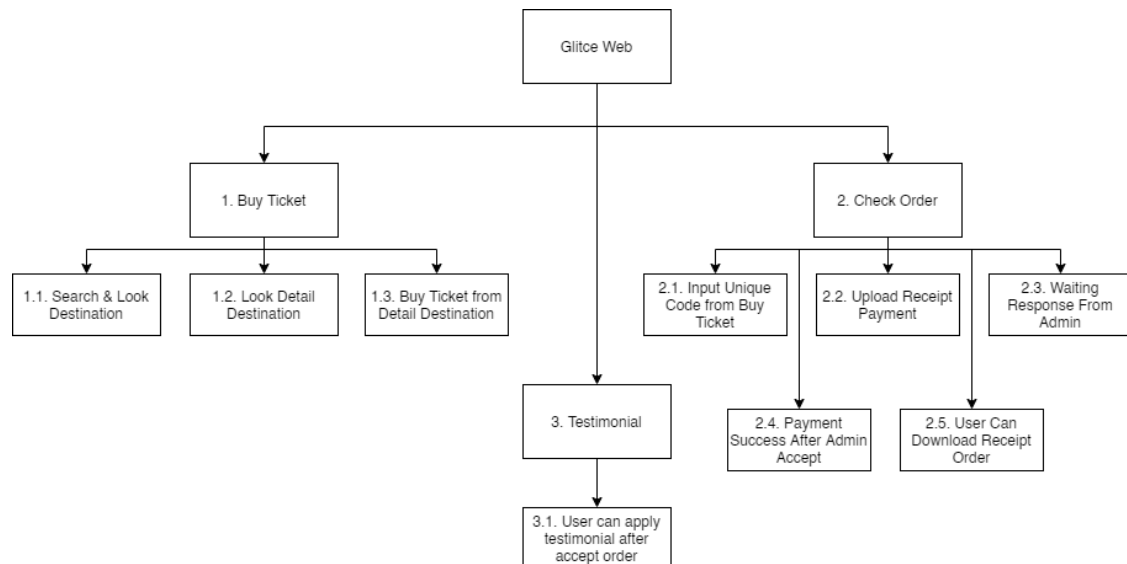 Glitce Web
1. Buy Ticket
2. Check Order
1.1. Search & Look
Destination
1.2. Look Detail
Destination
1.3. Buy Ticket from
Detail Destination
2.1. Input Unique
Code from Buy
Ticket
2.2. Upload Receipt
Payment
2.3. Waiting
Response From
Admin
3. Testimonial
2.4. Payment
Success After Admin
Accept
2.5. User Can
Download Receipt
Order
3.1. User can apply
testimonial after
accept order